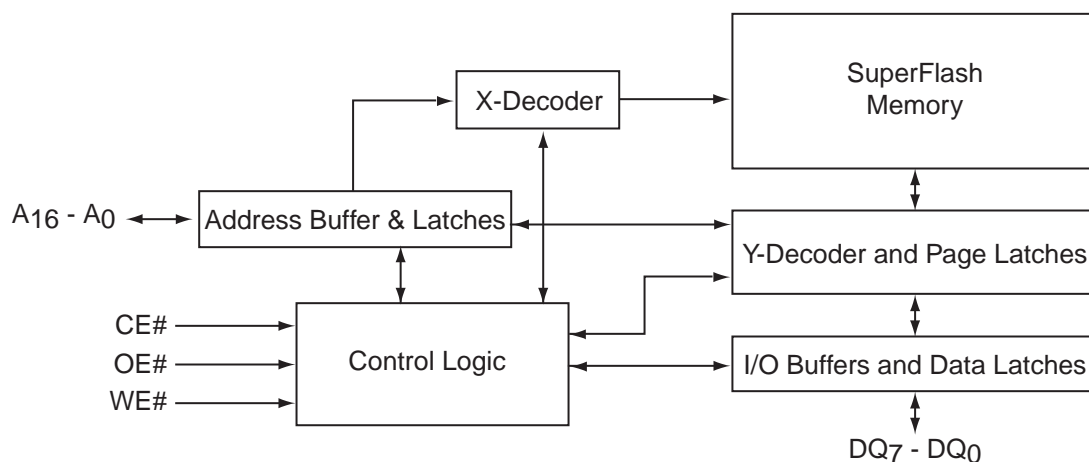 SuperFlash
Memory
X-Decoder
A16 - A0
Address Buffer & Latches
Y-Decoder and Page Latches
CE#
OE#
WE#
Control Logic
I/O Buffers and Data Latches
DQ7 - DQ0